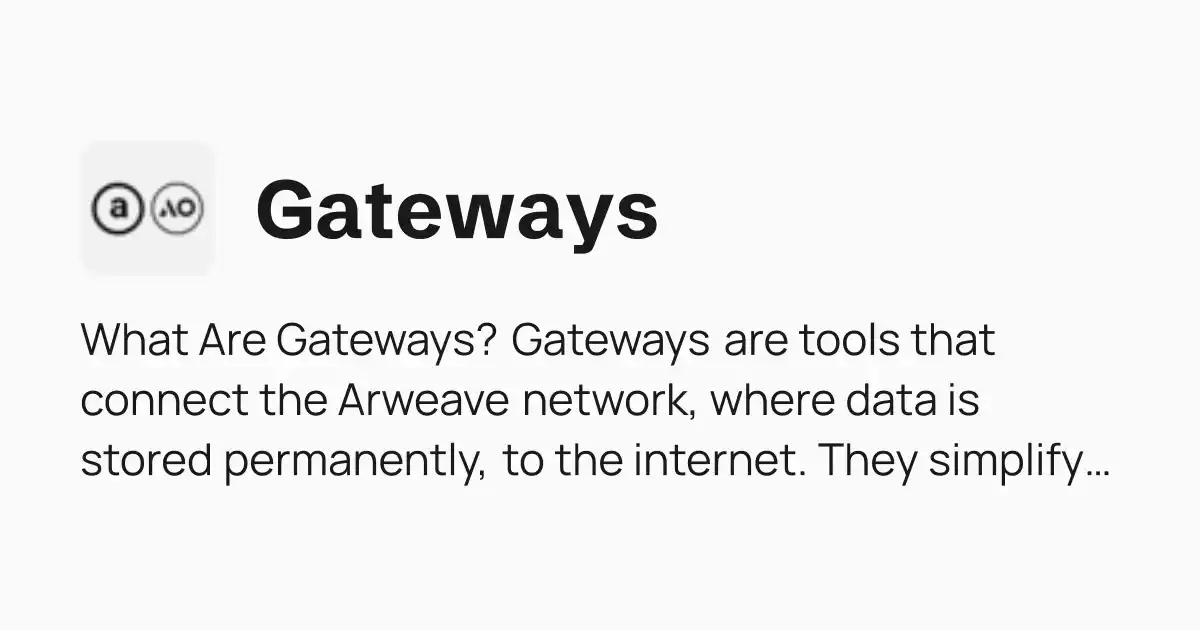 a AO
Gateways
What Are Gateways? Gateways are tools that
connect the Arweave network, where data is
stored permanently, to the internet. They simplify…